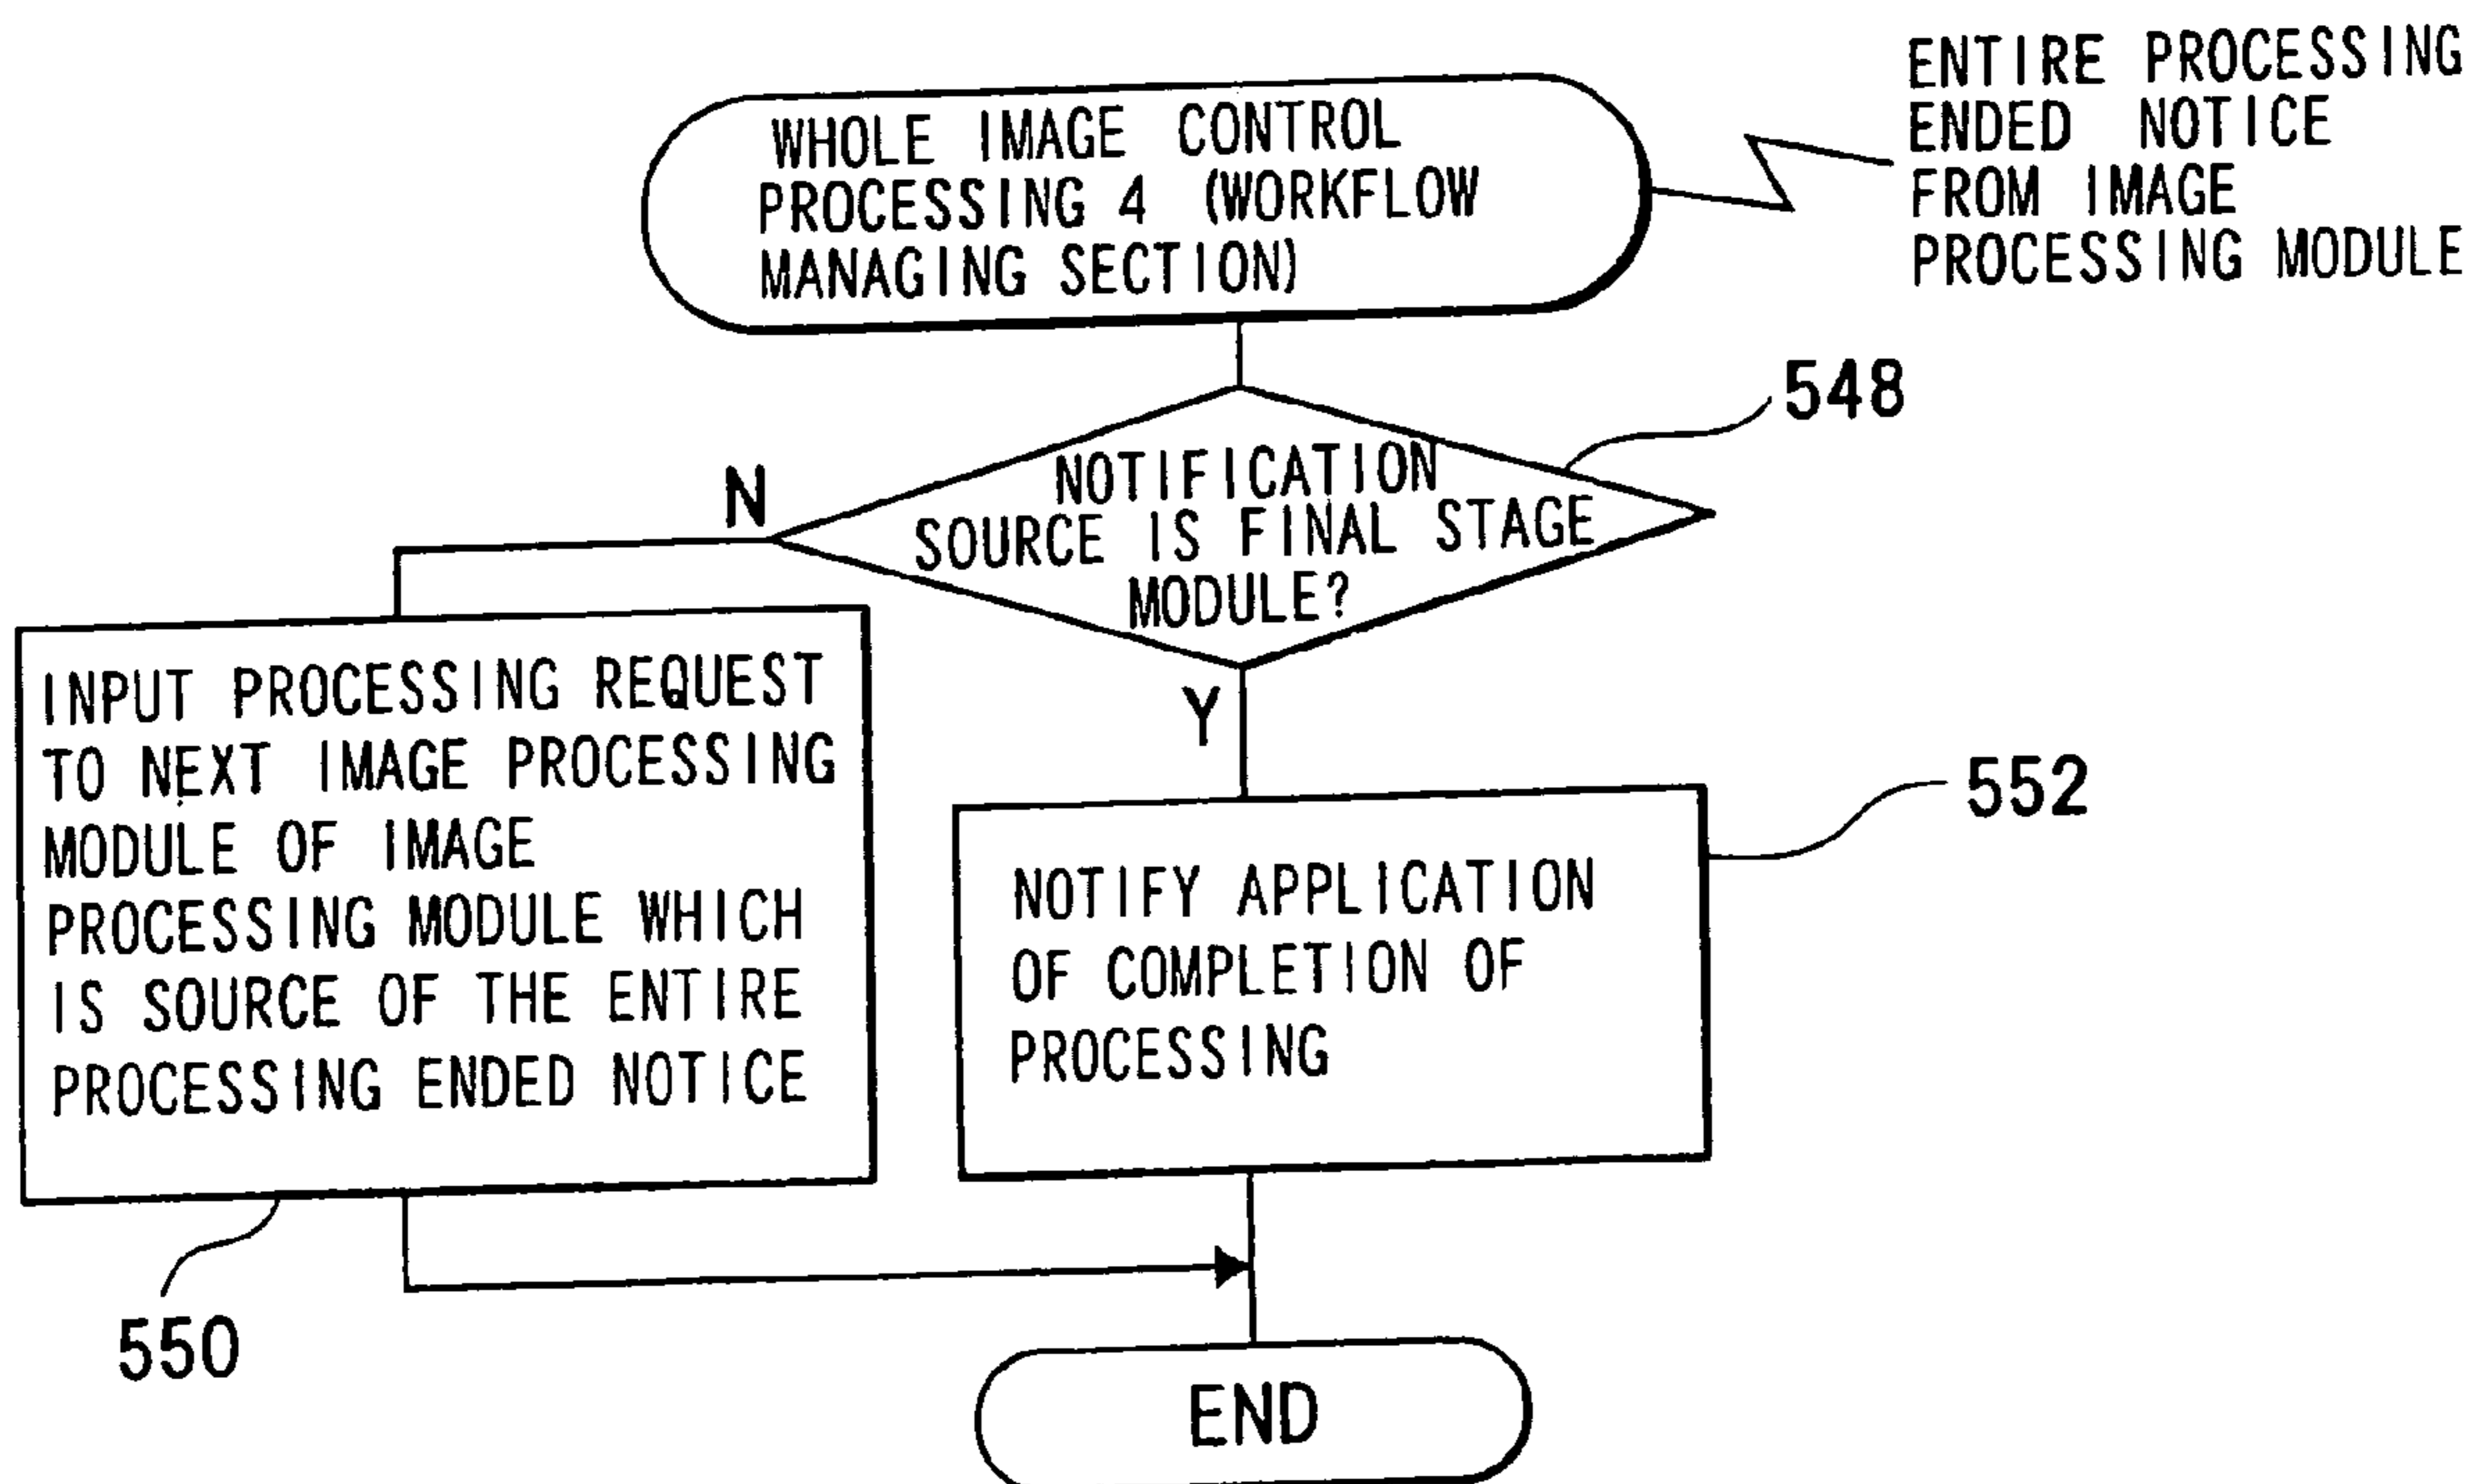 WHOLE IMAGE CONTROL
PROCESSING 4 (WORKFLOW
MANAGING SECTION)
ENTIRE PROCESSING
ENDED NOTICE
FROM IMAGE
PROCESSING MODULE
548
NOTIFICATION
SOURCE IS FINAL STAGE
MODULE?
N
Y
INPUT PROCESSING REQUEST
TO NEXT IMAGE PROCESSING
MODULE OF IMAGE
PROCESSING MODULE WHICH
IS SOURCE OF THE ENTIRE
PROCESSING ENDED NOTICE
550
552
NOTIFY APPLICATION
OF COMPLETION OF
PROCESSING
END